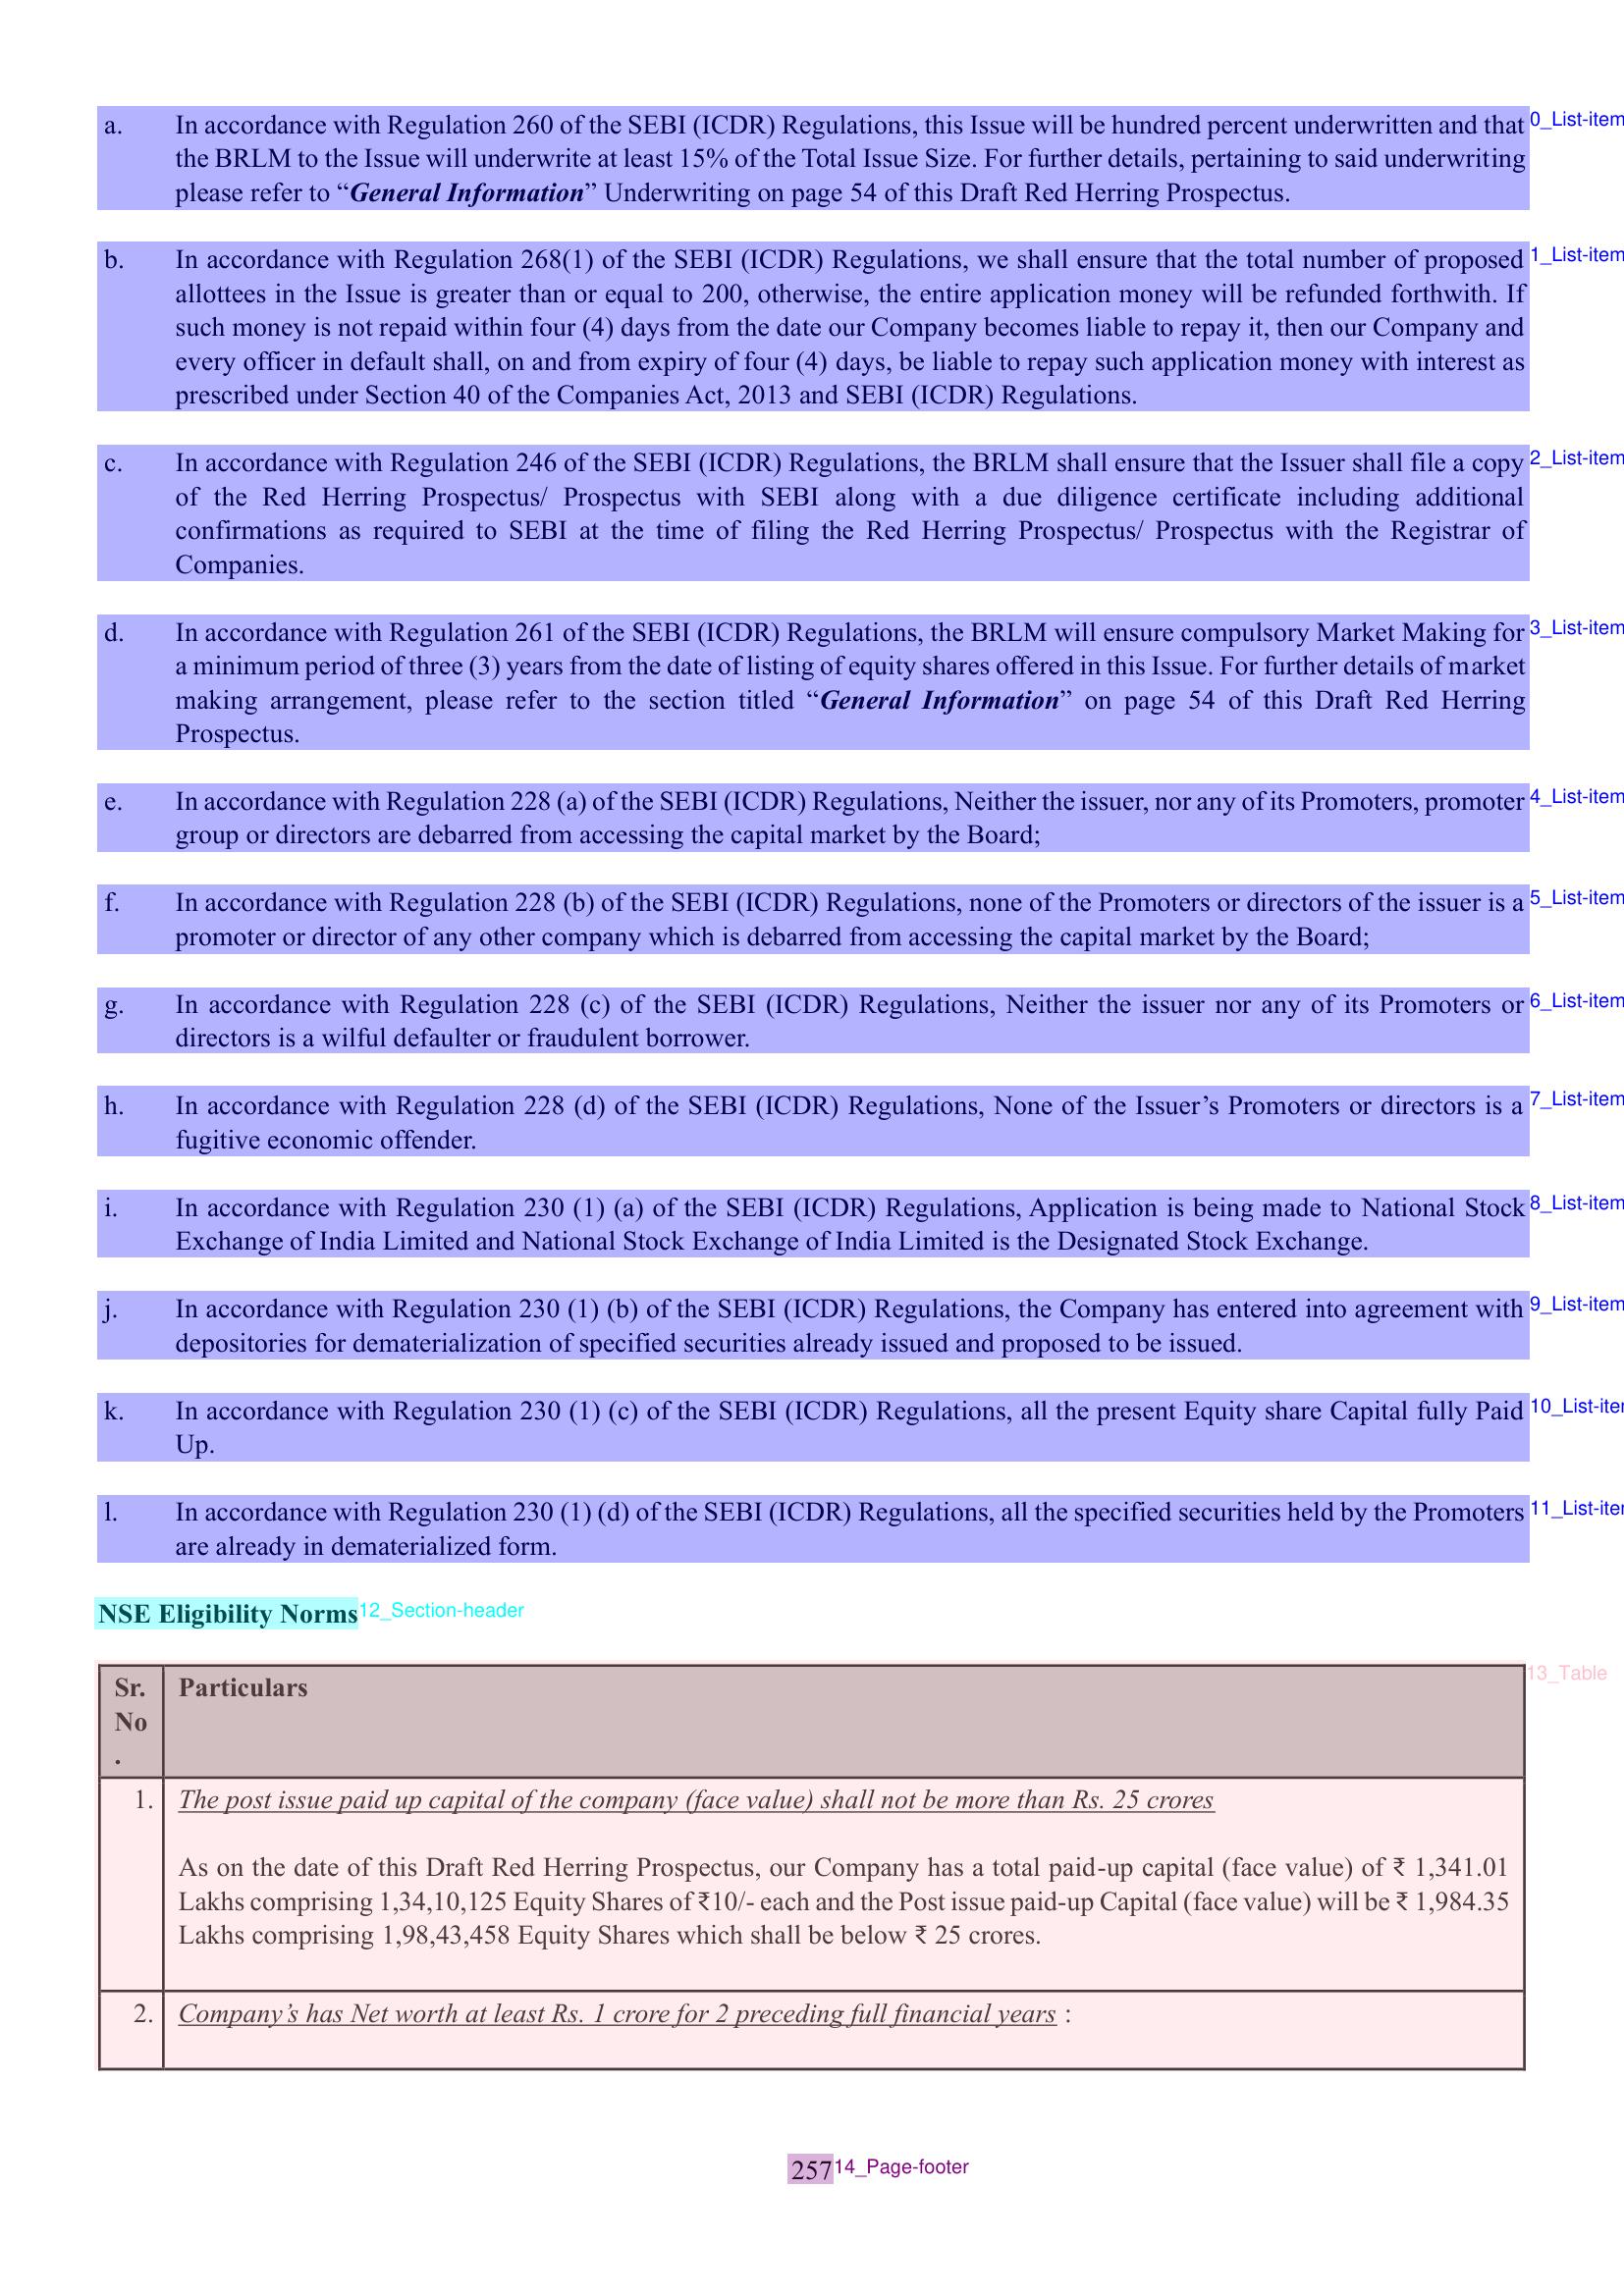 a. In accordance with Regulation 260 of the SEBI (ICDR) Regulations, this Issue will be hundred percent underwritten and that
the BRLM to the Issue will underwrite at least 15% of the Total Issue Size. For further details, pertaining to said underwriting
please refer to “General Information” Underwriting on page 54 of this Draft Red Herring Prospectus.
0_List-item
b. In accordance with Regulation 268(1) of the SEBI (ICDR) Regulations, we shall ensure that the total number of proposed
allottees in the Issue is greater than or equal to 200, otherwise, the entire application money will be refunded forthwith. If
such money is not repaid within four (4) days from the date our Company becomes liable to repay it, then our Company and
every officer in default shall, on and from expiry of four (4) days, be liable to repay such application money with interest as
prescribed under Section 40 of the Companies Act, 2013 and SEBI (ICDR) Regulations.
1_List-item
c. In accordance with Regulation 246 of the SEBI (ICDR) Regulations, the BRLM shall ensure that the Issuer shall file a copy
of the Red Herring Prospectus/ Prospectus with SEBI along with a due diligence certificate including additional
confirmations as required to SEBI at the time of filing the Red Herring Prospectus/ Prospectus with the Registrar of
Companies.
2_List-item
d. In accordance with Regulation 261 of the SEBI (ICDR) Regulations, the BRLM will ensure compulsory Market Making for
a minimum period of three (3) years from the date of listing of equity shares offered in this Issue. For further details of market
making arrangement, please refer to the section titled “General Information” on page 54 of this Draft Red Herring
Prospectus.
3_List-item
e. In accordance with Regulation 228 (a) of the SEBI (ICDR) Regulations, Neither the issuer, nor any of its Promoters, promoter
group or directors are debarred from accessing the capital market by the Board;
4_List-item
f. In accordance with Regulation 228 (b) of the SEBI (ICDR) Regulations, none of the Promoters or directors of the issuer is a
promoter or director of any other company which is debarred from accessing the capital market by the Board;
5_List-item
g. In accordance with Regulation 228 (c) of the SEBI (ICDR) Regulations, Neither the issuer nor any of its Promoters or
directors is a wilful defaulter or fraudulent borrower.
6_List-item
h. In accordance with Regulation 228 (d) of the SEBI (ICDR) Regulations, None of the Issuer’s Promoters or directors is a
fugitive economic offender.
7_List-item
i. In accordance with Regulation 230 (1) (a) of the SEBI (ICDR) Regulations, Application is being made to National Stock
Exchange of India Limited and National Stock Exchange of India Limited is the Designated Stock Exchange.
8_List-item
j. In accordance with Regulation 230 (1) (b) of the SEBI (ICDR) Regulations, the Company has entered into agreement with
depositories for dematerialization of specified securities already issued and proposed to be issued.
9_List-item
k. In accordance with Regulation 230 (1) (c) of the SEBI (ICDR) Regulations, all the present Equity share Capital fully Paid
Up.
10_List-iter
l. In accordance with Regulation 230 (1) (d) of the SEBI (ICDR) Regulations, all the specified securities held by the Promoters
are already in dematerialized form.
11_List-iter
NSE Eligibility Norms 12_Section-header
13_Table
Sr. Particulars
No
.
1. The post issue paid up capital of the company (face value) shall not be more than Rs. 25 crores
As on the date of this Draft Red Herring Prospectus, our Company has a total paid-up capital (face value) of ₹ 1,341.01
Lakhs comprising 1,34,10,125 Equity Shares of ₹10/- each and the Post issue paid-up Capital (face value) will be ₹ 1,984.35
Lakhs comprising 1,98,43,458 Equity Shares which shall be below ₹ 25 crores.
2. Company’s has Net worth at least Rs. 1 crore for 2 preceding full financial years :
257 14_Page-footer